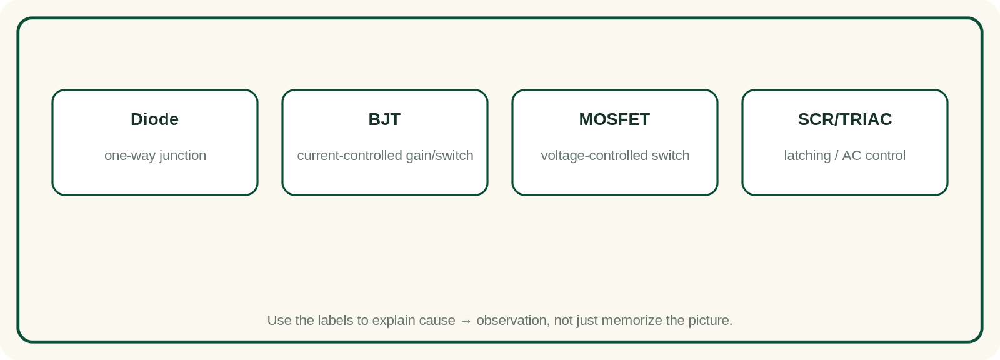 Diode
one-way junction
BJT
current-controlled gain/switch
MOSFET
voltage-controlled switch
SCR/TRIAC
latching / AC control
Use the labels to explain cause → observation, not just memorize the picture.